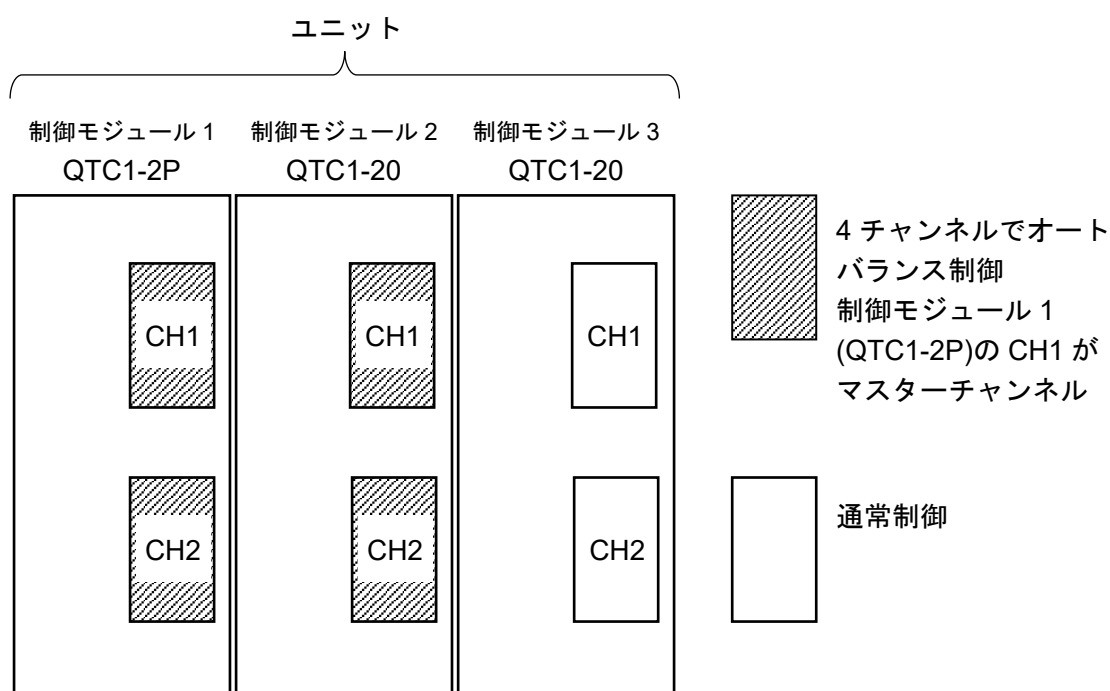 ユニット
制御モジュール 1
制御モジュール 2
制御モジュール 3
QTC1-2P
QTC1-20
QTC1-20
CH1
CH1
CH1
CH2
CH2
CH2
4 チャンネルでオート
バランス制御
制御モジュール 1
(QTC1-2P)の CH1 が
マスターチャンネル
通常制御